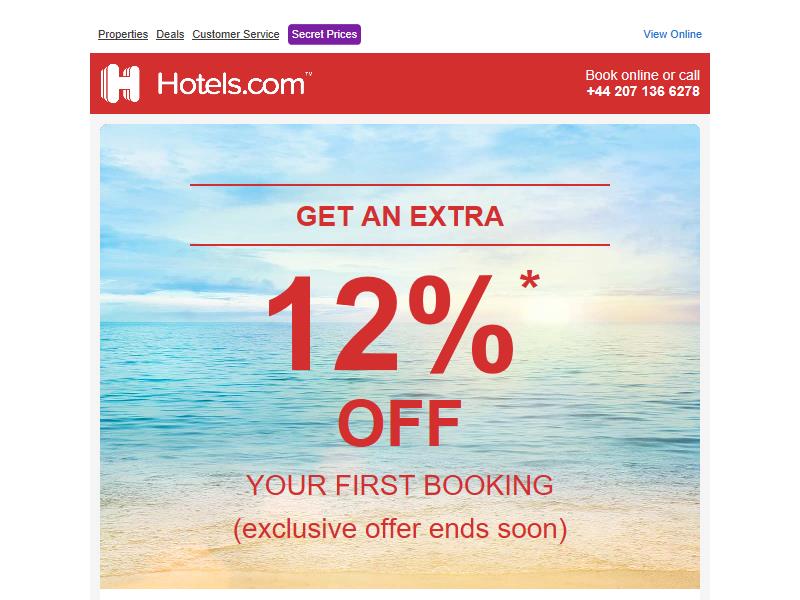 Properties Deals Customer Service Secret Prices View Online
Hotels.com™
Book online or call
+44 207 136 6278
GET AN EXTRA
12%*
OFF
YOUR FIRST BOOKING
(exclusive offer ends soon)